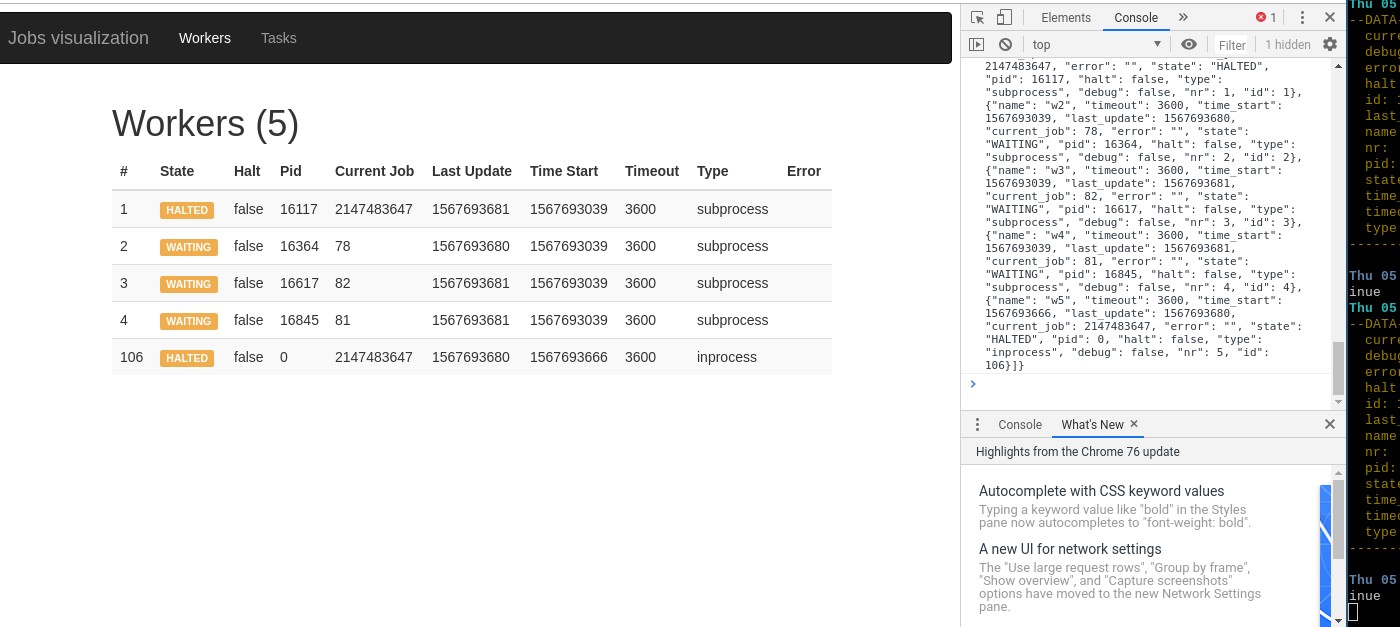 Jobs visualization Workers Tasks
Workers (5)
# State Halt Pid Current Job Last Update Time Start Timeout Type Error
1 HALTED false 16117 2147483647 1567693681 1567693039 3600 subprocess
2 WAITING false 16364 78 1567693680 1567693039 3600 subprocess
3 WAITING false 16617 82 1567693681 1567693039 3600 subprocess
4 WAITING false 16845 81 1567693681 1567693039 3600 subprocess
106 HALTED false 0 2147483647 1567693680 1567693666 3600 inprocess
Elements Console » 1
top Filter 1 hidden
2147483647, "error": "", "state": "HALTED",
"pid": 16117, "halt": false, "type":
"subprocess", "debug": false, "nr": 1, "id": 1},
{"name": "w2", "timeout": 3600, "time_start":
1567693039, "last_update": 1567693680,
"current_job": 78, "error": "", "state":
"WAITING", "pid": 16364, "halt": false, "type":
"subprocess", "debug": false, "nr": 2, "id": 2},
{"name": "w3", "timeout": 3600, "time_start":
1567693039, "last_update": 1567693681,
"current_job": 82, "error": "", "state":
"WAITING", "pid": 16617, "halt": false, "type":
"subprocess", "debug": false, "nr": 3, "id": 3},
{"name": "w4", "timeout": 3600, "time_start":
1567693039, "last_update": 1567693681,
"current_job": 81, "error": "", "state":
"WAITING", "pid": 16845, "halt": false, "type":
"subprocess", "debug": false, "nr": 4, "id": 4},
{"name": "w5", "timeout": 3600, "time_start":
1567693666, "last_update": 1567693680,
"current_job": 2147483647, "error": "", "state":
"HALTED", "pid": 0, "halt": false, "type":
"inprocess", "debug": false, "nr": 5, "id":
106}]}
Console What's New ×
Highlights from the Chrome 76 update
Autocomplete with CSS keyword values
Typing a keyword value like "bold" in the Styles
pane now autocompletes to "font-weight: bold".
A new UI for network settings
The "Use large request rows", "Group by frame",
"Show overview", and "Capture screenshots"
options have moved to the new Network Settings
pane.
Thu 05
--DATA
curre
debug
error
halt
id: 1
last_
name
nr:
pid:
state
time_
timeo
type
------
Thu 05
inue
Thu 05
--DATA
curre
debug
error
halt
id: 1
last_
name
nr:
pid:
state
time_
timeo
type
------
Thu 05
inue